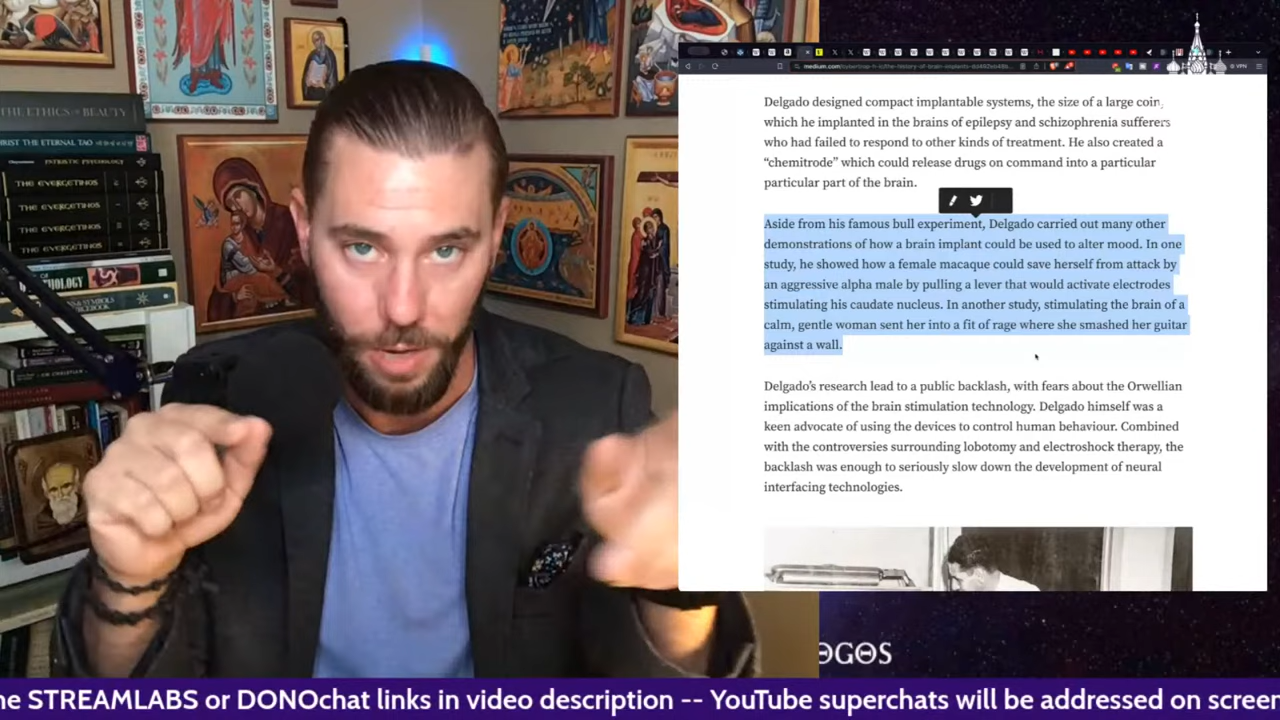 THE ETHICS OF BEAUTY
RIST THE ETERNAL TAO
PATRISTIC PSYCHOLOGY
THE EVERGETINOS
THE EVERGETINOS
THE EVERGETINOS
THE EVERGETINOS
Delgado designed compact implantable systems, the size of a large coin,
which he implanted in the brains of epilepsy and schizophrenia sufferers
who had failed to respond to other kinds of treatment. He also created a
“chemitrode” which could release drugs on command into a particular
particular part of the brain.
Aside from his famous bull experiment, Delgado carried out many other
demonstrations of how a brain implant could be used to alter mood. In one
study, he showed how a female macaque could save herself from attack by
an aggressive alpha male by pulling a lever that would activate electrodes
stimulating his caudate nucleus. In another study, stimulating the brain of a
calm, gentle woman sent her into a fit of rage where she smashed her guitar
against a wall.
Delgado’s research lead to a public backlash, with fears about the Orwellian
implications of the brain stimulation technology. Delgado himself was a
keen advocate of using the devices to control human behaviour. Combined
with the controversies surrounding lobotomy and electroshock therapy, the
backlash was enough to seriously slow down the development of neural
interfacing technologies.
OGOS
he STREAMLABS or DONOchat links in video description -- YouTube superchats will be addressed on screen